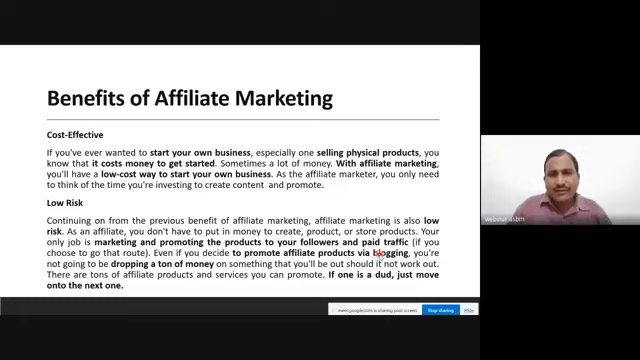 Benefits of Affiliate Marketing
Cost-Effective
If you've ever wanted to start your own business, especially one selling physical products, you
know that it costs money to get started. Sometimes a lot of money. With affiliate marketing,
you'll have a low-cost way to start your own business. As the affiliate marketer, you only need
to think of the time you're investing to create content and promote.
Low Risk
Continuing on from the previous benefit of affiliate marketing, affiliate marketing is also low
risk. As an affiliate, you don't have to put in money to create, product, or store products. Your
only job is marketing and promoting the products to your followers and paid traffic (if you
choose to go that route). Even if you decide to promote affiliate products via blogging, you're
not going to be dropping a ton of money on something that you'll be out should it not work out.
There are tons of affiliate products and services you can promote. If one is a dud, just move
onto the next one.
webinar asbm
meet.google.com is sharing your screen.
Stop sharing
Hide